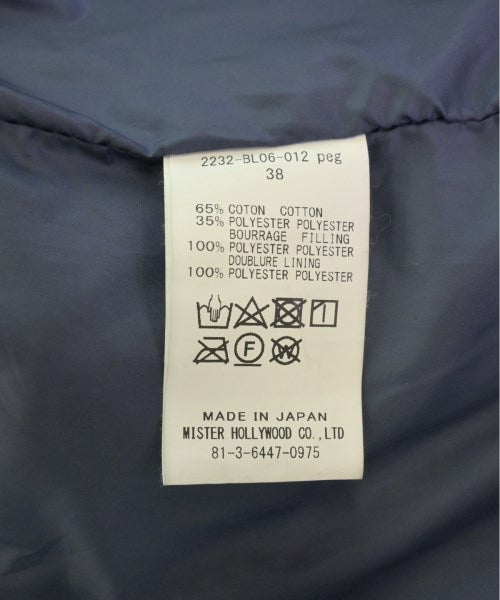 2232-BL06-012 peg
38
65% COTON COTTON
35% POLYESTER POLYESTER
BOURRAGE FILLING
100% POLYESTER POLYESTER
DOUBLURE LINING
100% POLYESTER POLYESTER
F W
MADE IN JAPAN
MISTER HOLLYWOOD CO.,LTD
81-3-6447-0975